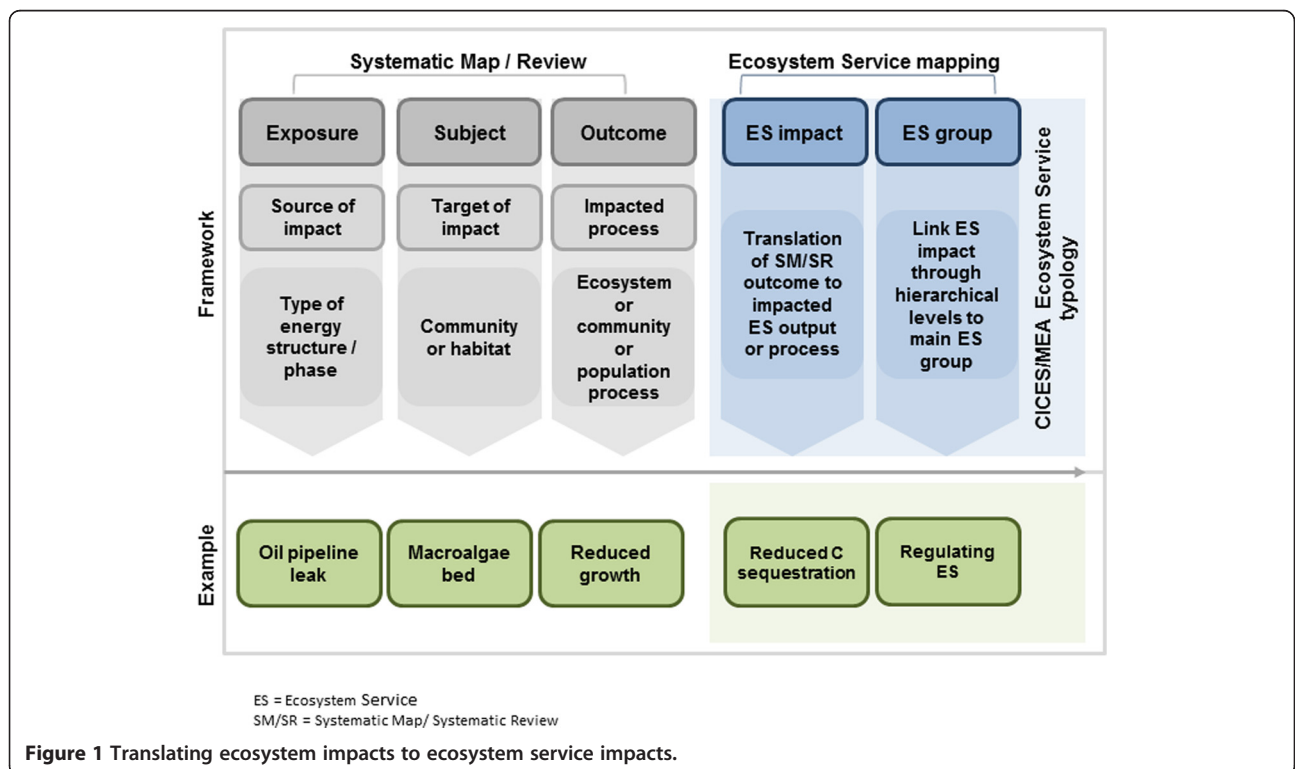 Systematic Map / Review
Ecosystem Service mapping
Exposure
Subject
Outcome
ES impact
ES group
Framework
Source of
impact
Target of
impact
Impacted
process
Type of
energy
structure /
phase
Community
or habitat
Ecosystem
or
community
or
population
process
Translation
of SM/SR
outcome to
impacted
ES output
or process
Link ES
impact
through
hierarchical
levels to
main ES
group
CICES/MEA Ecosystem Service
typology
Example
Oil pipeline
leak
Macroalgae
bed
Reduced
growth
Reduced C
sequestration
Regulating
ES
ES = Ecosystem Service
SM/SR = Systematic Map/ Systematic Review
Figure 1 Translating ecosystem impacts to ecosystem service impacts.